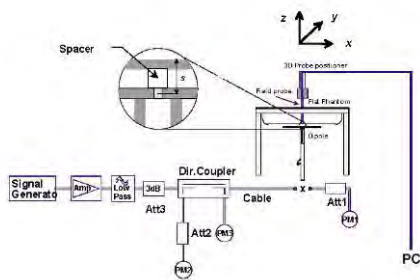 z
y
x
3D Probe positioner
Field probe
Flat Phantom
Dipole
Spacer
s
Signal
Generato
Amp
Low
Pass
3dB
Att3
Dir.Coupler
Cable
x
Att1
PM1
Att2
PM3
PM2
PC